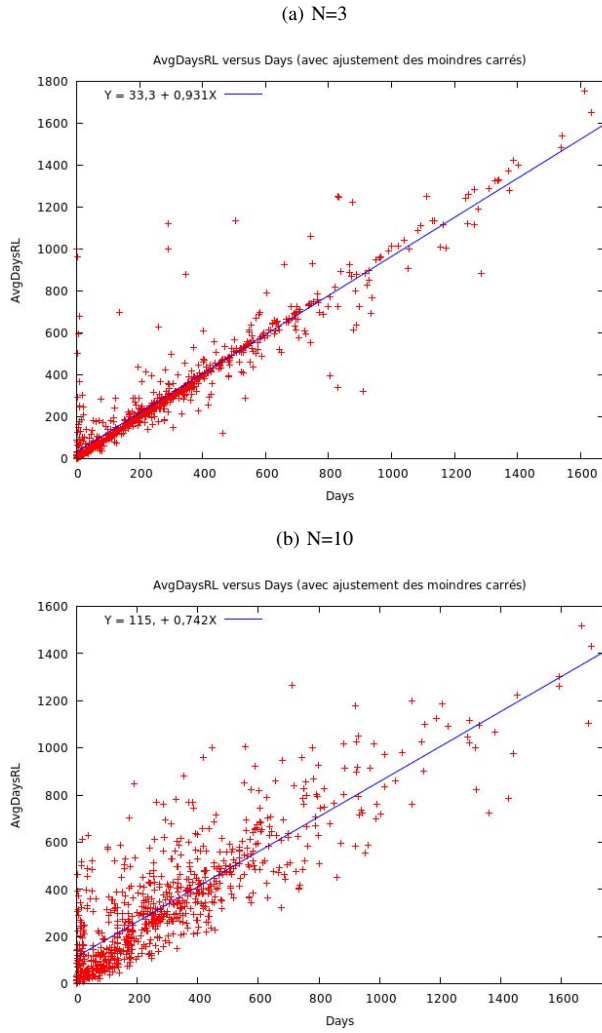 (a) N=3
AvgDaysRL versus Days (avec ajustement des moindres carrés)
Y = 33,3 + 0,931X
1800
1600
1400
1200
1000
800
600
400
200
0
AvgDaysRL
0 200 400 600 800 1000 1200 1400 1600
Days
(b) N=10
AvgDaysRL versus Days (avec ajustement des moindres carrés)
Y = 115, + 0,742X
1600
1400
1200
1000
800
600
400
200
0
AvgDaysRL
0 200 400 600 800 1000 1200 1400 1600
Days